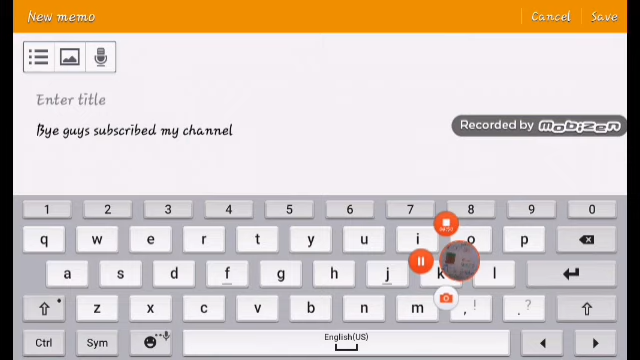 New memo
Cancel
Save
Enter title
Bye guys subscribed my channel
Recorded by mobizen
1 2 3 4 5 6 7 8 9 0
q w e r t y u i o p
a s d f g h j k l
z x c v b n m , ! . ?
Ctrl Sym English(US)